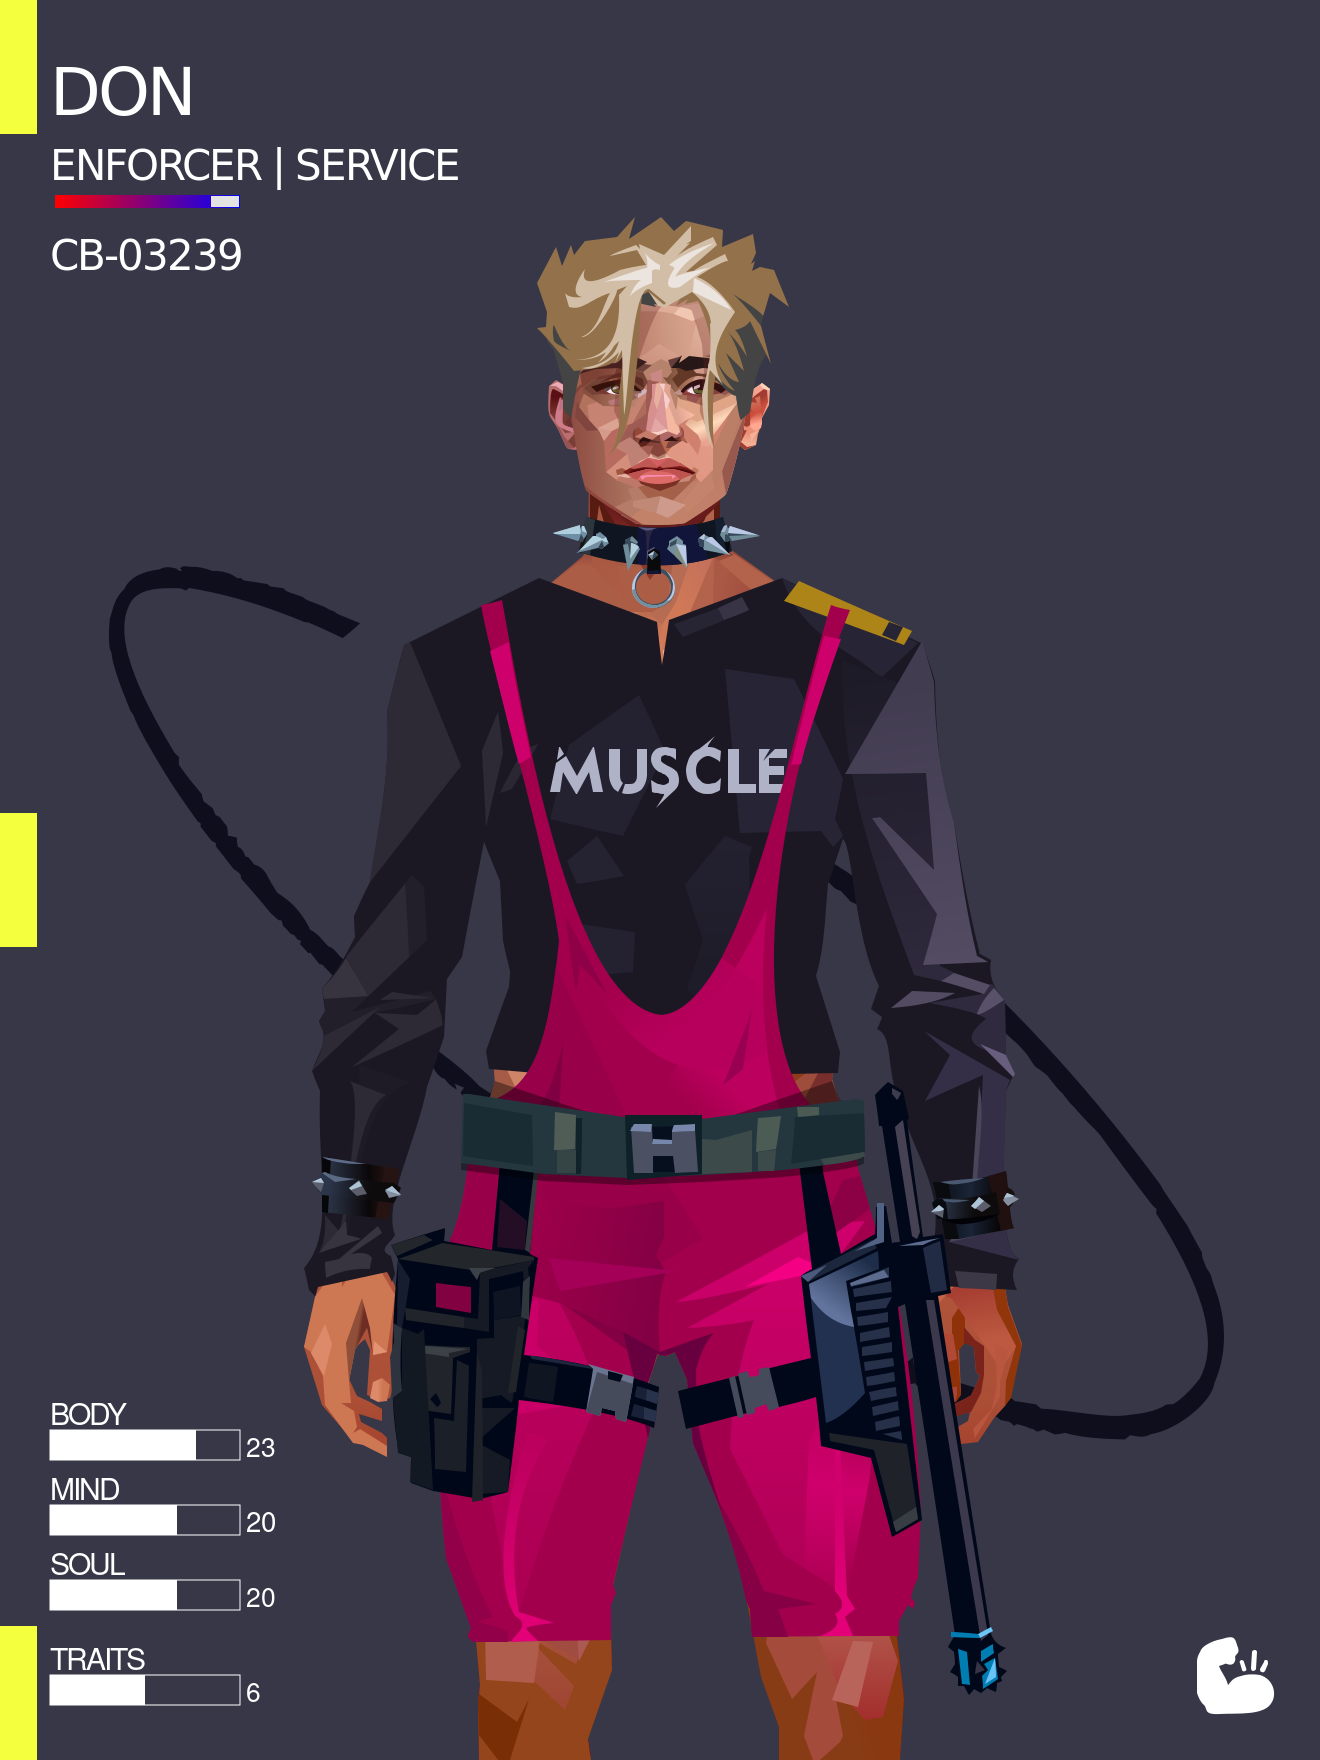 DON
ENFORCER | SERVICE
CB-03239
MUSCLE
BODY
23
MIND
20
SOUL
20
TRAITS
6